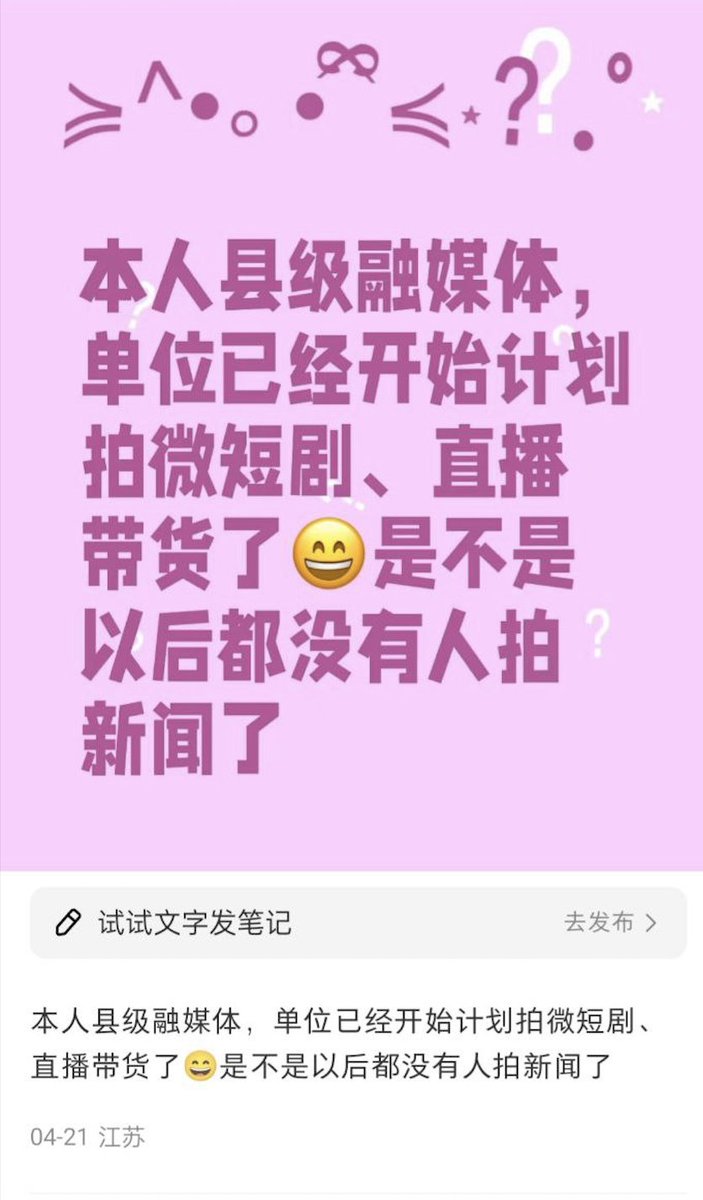 本人县级融媒体，
单位已经开始计划
拍微短剧、直播
带货了😄是不是
以后都没有人拍
新闻了
试试文字发笔记
去发布
本人县级融媒体，单位已经开始计划拍微短剧、
直播带货了😄是不是以后都没有人拍新闻了
04-21 江苏